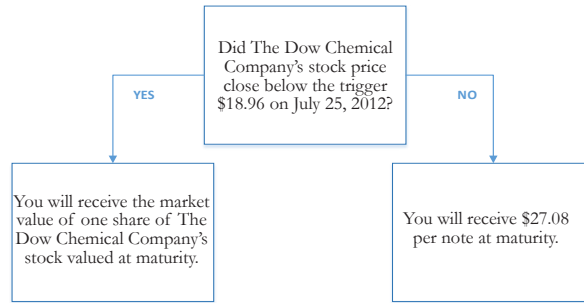 Did The Dow Chemical
Company's stock price
close below the trigger
$18.96 on July 25, 2012?
YES
NO
You will receive the market
value of one share of The
Dow Chemical Company's
stock valued at maturity.
You will receive $27.08
per note at maturity.